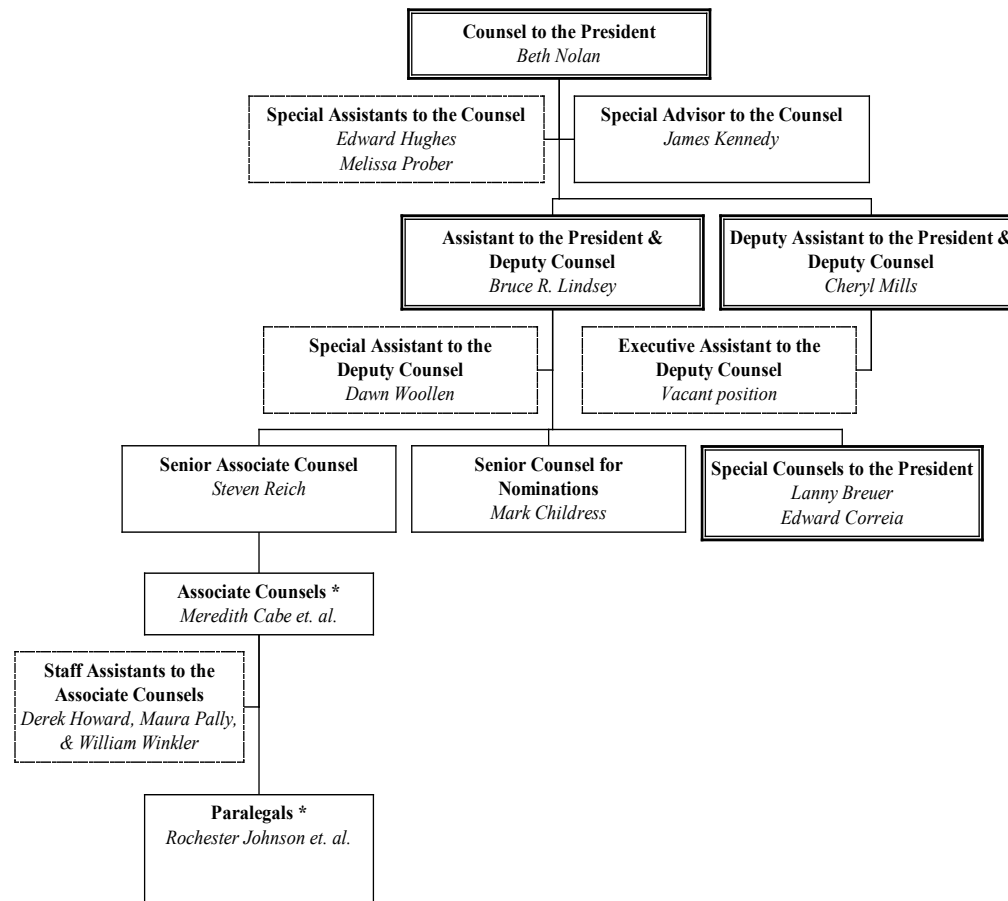 Counsel to the President
Beth Nolan
Special Assistants to the Counsel
Edward Hughes
Melissa Prober
Special Advisor to the Counsel
James Kennedy
Assistant to the President &
Deputy Counsel
Bruce R. Lindsey
Deputy Assistant to the President &
Deputy Counsel
Cheryl Mills
Special Assistant to the
Deputy Counsel
Dawn Woollen
Executive Assistant to the
Deputy Counsel
Vacant position
Senior Associate Counsel
Steven Reich
Senior Counsel for
Nominations
Mark Childress
Special Counsels to the President
Lanny Breuer
Edward Correia
Associate Counsels *
Meredith Cabe et. al.
Staff Assistants to the
Associate Counsels
Derek Howard, Maura Pally,
& William Winkler
Paralegals *
Rochester Johnson et. al.